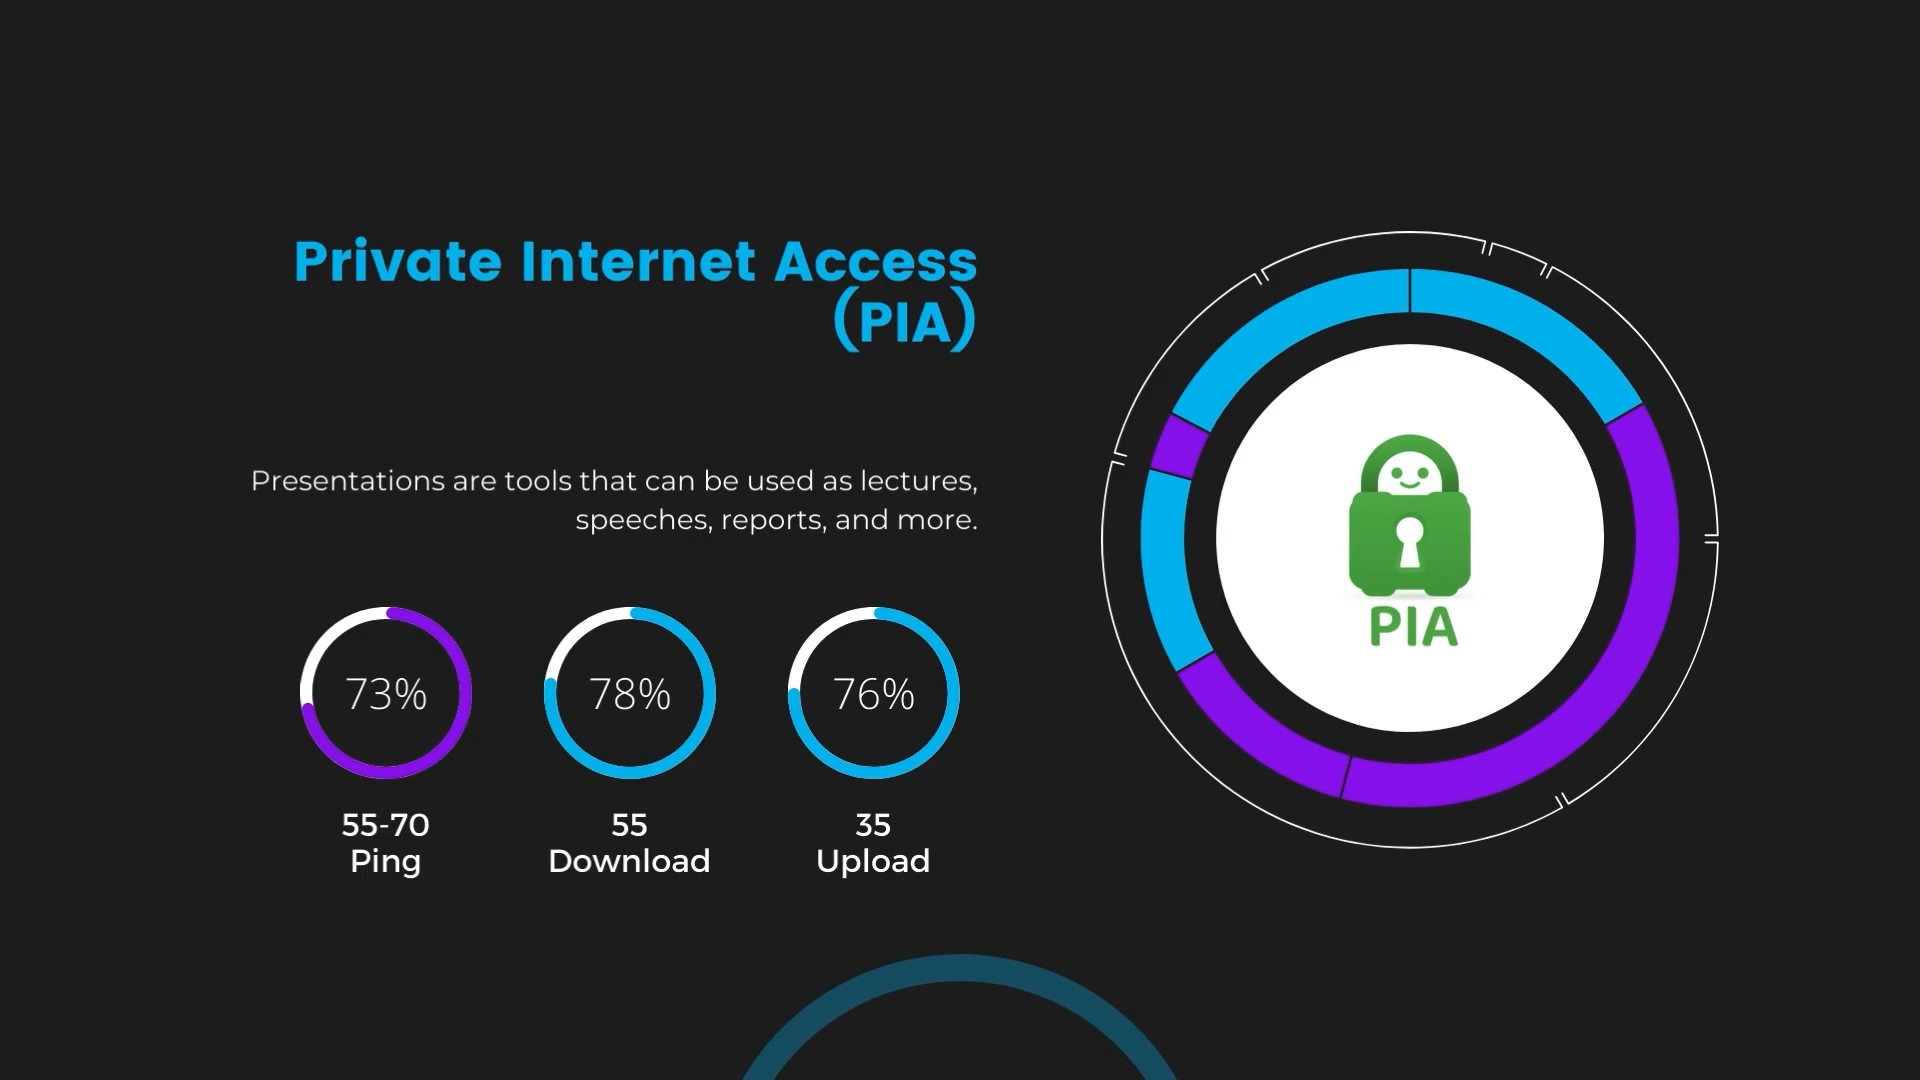 Private Internet Access
(PIA)
Presentations are tools that can be used as lectures,
speeches, reports, and more.
73%
78%
76%
55-70
Ping
55
Download
35
Upload
PIA